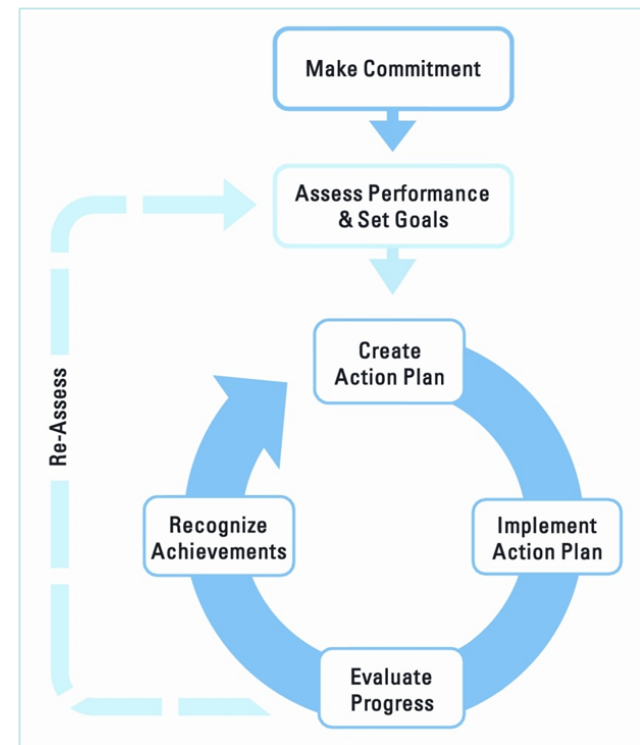 Make Commitment
Assess Performance
& Set Goals
Create
Action Plan
Implement
Action Plan
Evaluate
Progress
Recognize
Achievements
Re-Assess